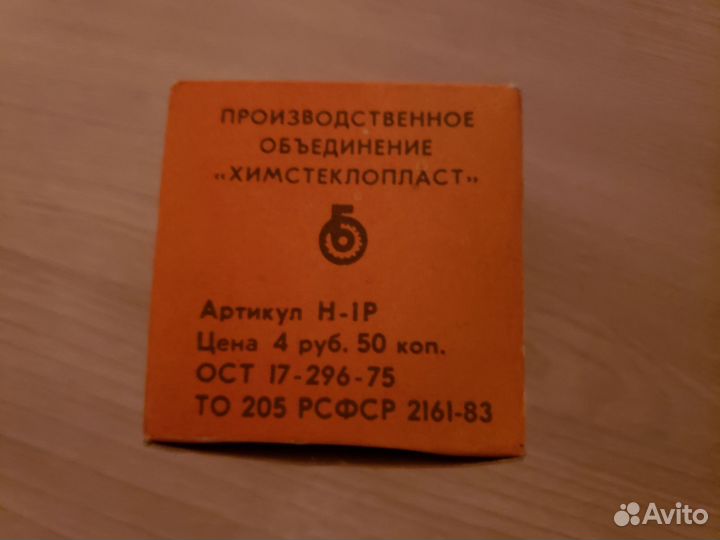 ПРОИЗВОДСТВЕННОЕ
ОБЪЕДИНЕНИЕ
«ХИМСТЕКЛОПЛАСТ»
Б
Артикул Н-1Р
Цена 4 руб. 50 коп.
ОСТ 17-296-75
ТО 205 РСФСР 2161-83
Avito